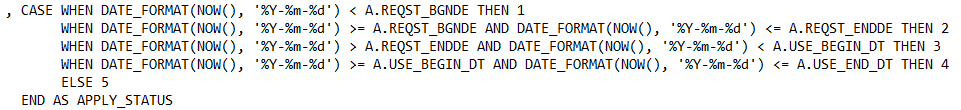 , CASE WHEN DATE_FORMAT(NOW(), '%Y-%m-%d') < A.REQST_BGNDE THEN 1
WHEN DATE_FORMAT(NOW(), '%Y-%m-%d') >= A.REQST_BGNDE AND DATE_FORMAT(NOW(), '%Y-%m-%d') <= A.REQST_ENDDE THEN 2
WHEN DATE_FORMAT(NOW(), '%Y-%m-%d') > A.REQST_ENDDE AND DATE_FORMAT(NOW(), '%Y-%m-%d') < A.USE_BEGIN_DT THEN 3
WHEN DATE_FORMAT(NOW(), '%Y-%m-%d') >= A.USE_BEGIN_DT AND DATE_FORMAT(NOW(), '%Y-%m-%d') <= A.USE_END_DT THEN 4
ELSE 5
END AS APPLY_STATUS